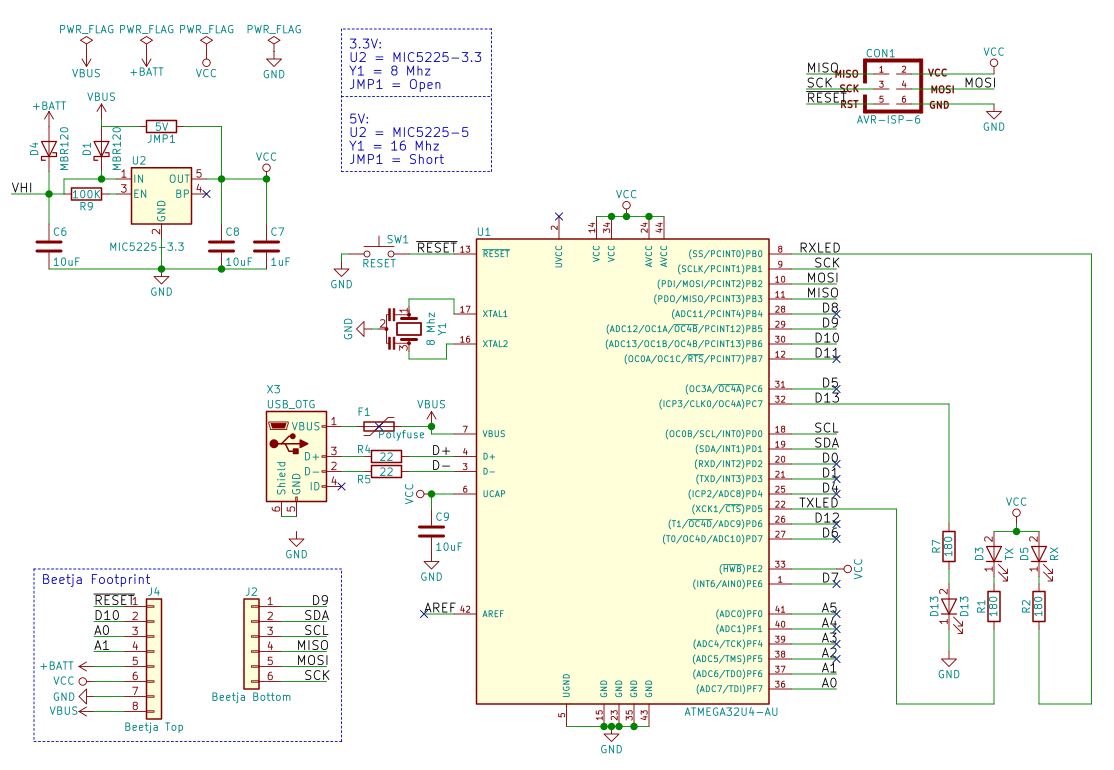 PWR_FLAG PWR_FLAG PWR_FLAG PWR_FLAG
VBUS +BATT VCC GND
3.3V:
U2 = MIC5225-3.3
Y1 = 8 Mhz
JMP1 = Open
5V:
U2 = MIC5225-5
Y1 = 16 Mhz
JMP1 = Short
CON1
VCC
MISO MISO 1 2 VCC
SCK SCK 3 4 MOSI MOSI
RESET RST 5 6 GND
AVR-ISP-6
GND
+BATT
VBUS
D4
MBR120
D1
MBR120
5V
JMP1
U2
VCC
VHI
100K
R9
1 IN OUT 5
3 EN BP 4
GND
2
MIC5225-3.3
C6
10uF
C8
10uF
C7
1uF
GND
SW1
RESET
RESET
GND
GND
1
2
3
8 Mhz
Y1
X3
USB_OTG
VBUS 1
D+ 3
D- 2
ID 4
Shield
GND
6 5
GND
F1
Polyfuse
VBUS
R4
22
22
R5
D+
D-
VCC
C9
10uF
GND
AREF
U1
VCC
2 14 34 24 44
UVCC VCC VCC AVCC AVCC
13 RESET
17 XTAL1
16 XTAL2
7 VBUS
4 D+
3 D-
6 UCAP
42 AREF
(SS/PCINT0)PB0 8 RXLED
(SCLK/PCINT1)PB1 9 SCK
(PDI/MOSI/PCINT2)PB2 10 MOSI
(PDO/MISO/PCINT3)PB3 11 MISO
(ADC11/PCINT4)PB4 28 D8
(ADC12/OC1A/OC4B/PCINT12)PB5 29 D9
(ADC13/OC1B/OC4B/PCINT13)PB6 30 D10
(OC0A/OC1C/RTS/PCINT7)PB7 12 D11
(OC3A/OC4A)PC6 31 D5
(ICP3/CLK0/OC4A)PC7 32 D13
(OC0B/SCL/INT0)PD0 18 SCL
(SDA/INT1)PD1 19 SDA
(RXD/INT2)PD2 20 D0
(TXD/INT3)PD3 21 D1
(ICP2/ADC8)PD4 25 D4
(XCK1/CTS)PD5 22 TXLED
(T1/OC4D/ADC9)PD6 26 D12
(T0/OC4D/ADC10)PD7 27 D6
(HWB)PE2 33 VCC
(INT6/AIN0)PE6 1 D7
(ADC0)PF0 41 A5
(ADC1)PF1 40 A4
(ADC4/TCK)PF4 39 A3
(ADC5/TMS)PF5 38 A2
(ADC6/TDO)PF6 37 A1
(ADC7/TDI)PF7 36 A0
UGND GND GND GND GND
5 15 23 35 43
GND
ATMEGA32U4-AU
R7
180
2
1
D13
D13
GND
VCC
D3
2
1
TX
D5
2
1
RX
R1
180
R2
180
Beetja Footprint
J4
RESET 1
D10 2
A0 3
A1 4
+BATT 5
VCC 6
GND 7
VBUS 8
Beetja Top
J2
1 D9
2 SDA
3 SCL
4 MISO
5 MOSI
6 SCK
Beetja Bottom